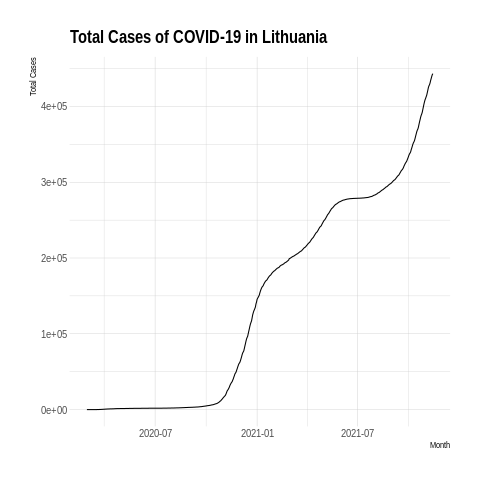 Total Cases of COVID-19 in Lithuania
Total Cases
4e+05
3e+05
2e+05
1e+05
0e+00
2020-07 2021-01 2021-07
Month